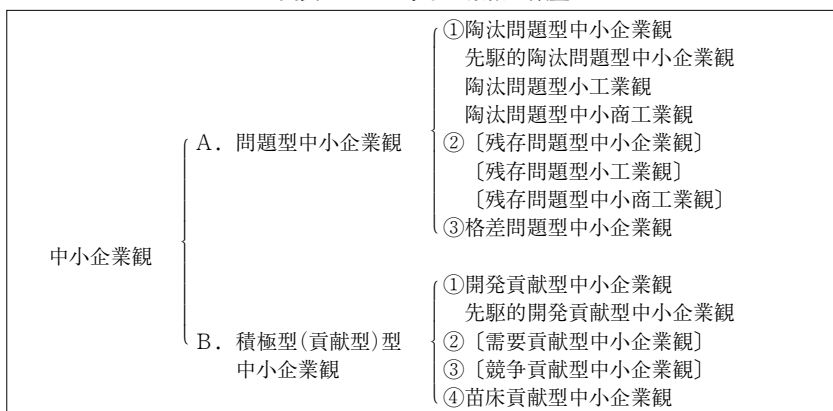 ①陶汰問題型中小企業観
先駆的陶汰問題型中小企業観
陶汰問題型小工業観
陶汰問題型中小商工業観
A．問題型中小企業観
②〔残存問題型中小企業観〕
〔残存問題型小工業観〕
〔残存問題型中小商工業観〕
③格差問題型中小企業観
中小企業観
①開発貢献型中小企業観
先駆的開発貢献型中小企業観
B．積極型(貢献型)型
中小企業観
②〔需要貢献型中小企業観〕
③〔競争貢献型中小企業観〕
④苗床貢献型中小企業観